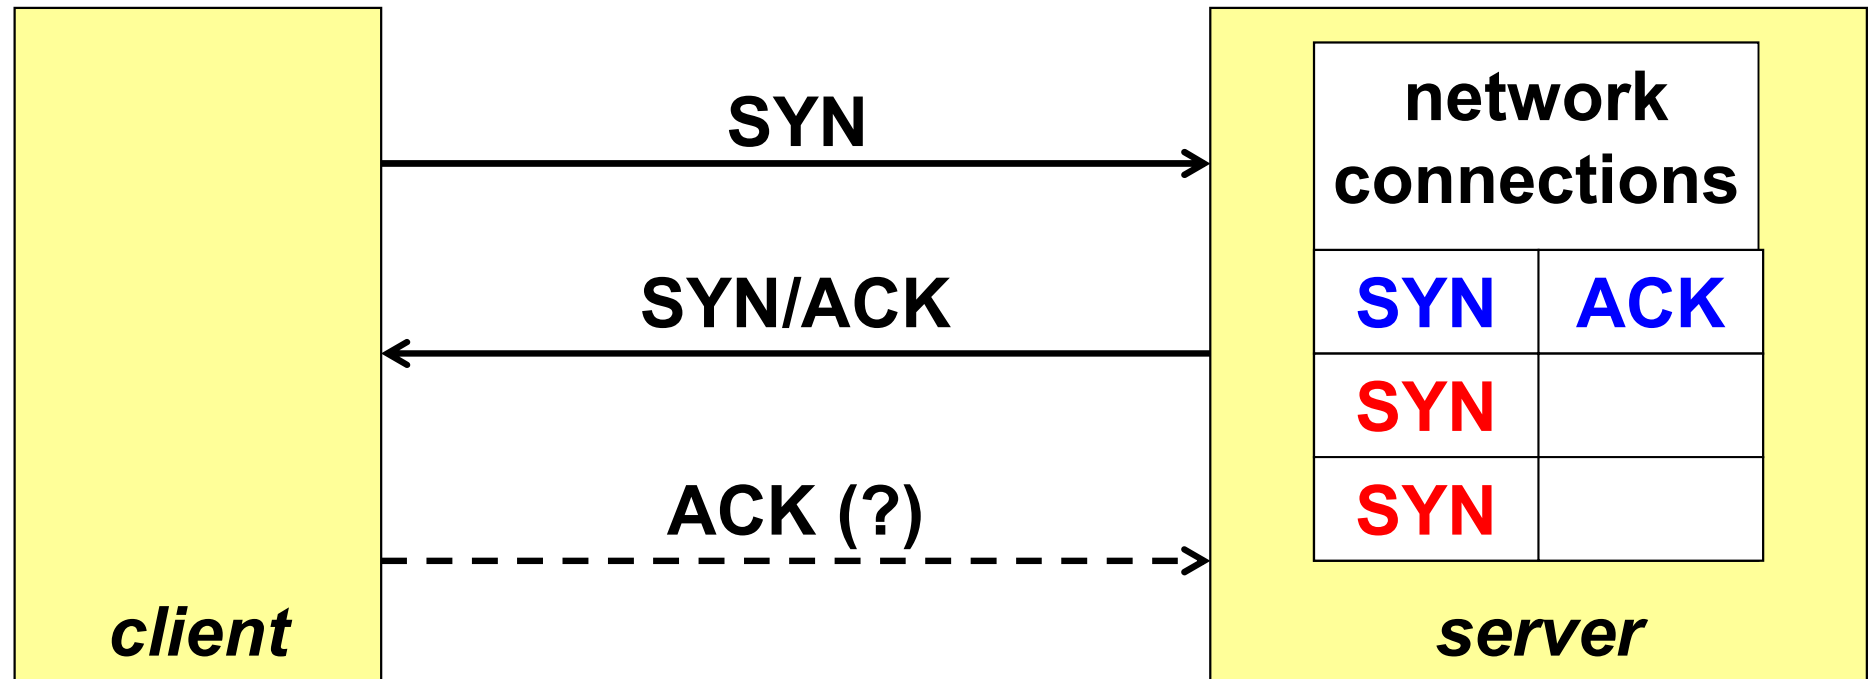 SYN
SYN/ACK
ACK (?)
client
network
connections
SYN ACK
SYN
SYN
server